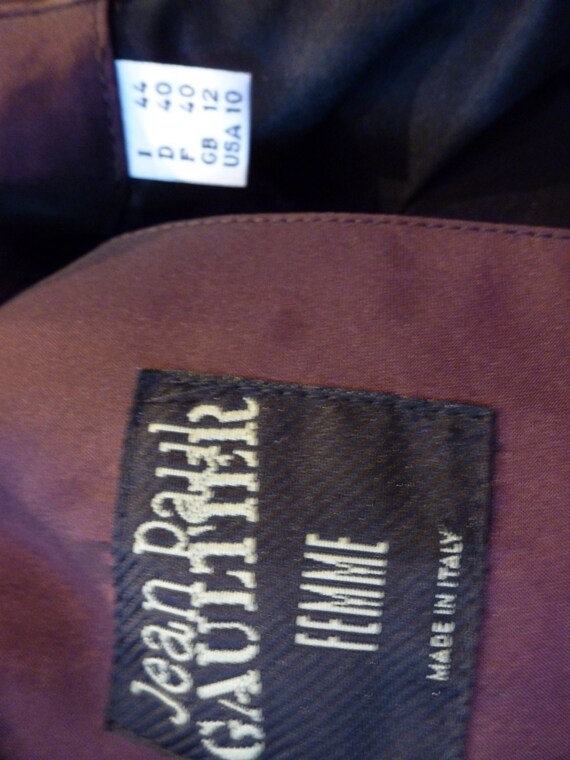 I 44
D 40
F 40
GB 12
USA 10
Jean Paul
GAULTIER
FEMME
MADE IN ITALY